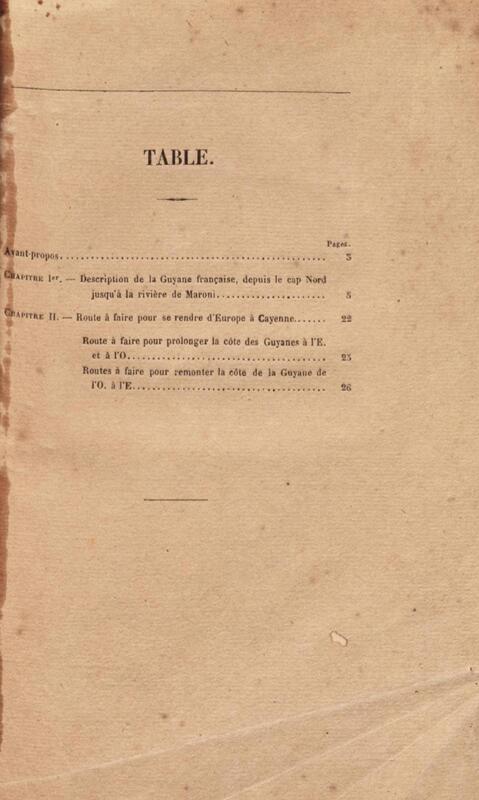 TABLE.
Pages.
Avant-propos. 3
CHAPITRE Ier. — Description de la Guyane française, depuis le cap Nord
jusqu'à la rivière de Maroni. 5
CHAPITRE II. — Route à faire pour se rendre d'Europe à Cayenne. 22
Route à faire pour prolonger la côte des Guyanes à l'E.
et à l'O. 23
Routes à faire pour remonter la côte de la Guyane de
l'O. à l'E. 26